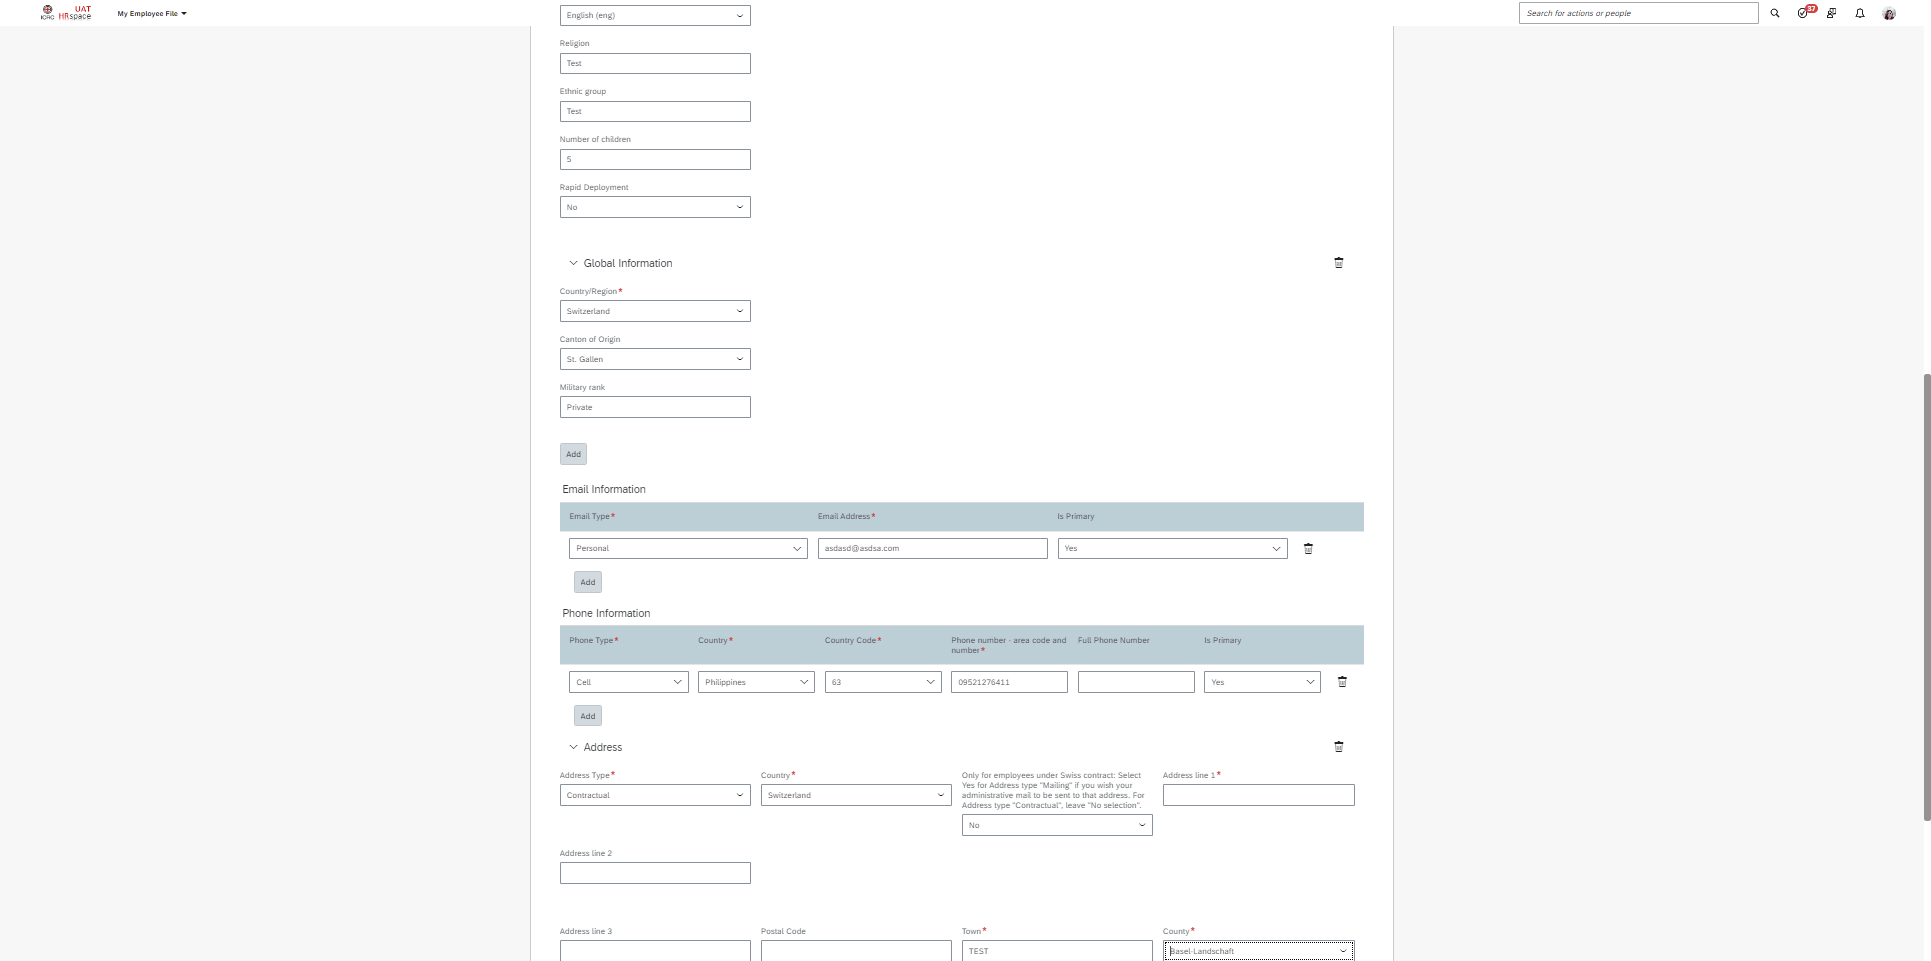 ICRC
UAT
HRspace
My Employee File
Search for actions or people
37
English (eng)
Religion
Test
Ethnic group
Test
Number of children
5
Rapid Deployment
No
Global Information
Country/Region*
Switzerland
Canton of Origin
St. Gallen
Military rank
Private
Add
Email Information
Email Type* Email Address* Is Primary
Personal asdasd@asdsa.com Yes
Add
Phone Information
Phone Type* Country* Country Code* Phone number - area code and number* Full Phone Number Is Primary
Cell Philippines 63 09521276411 Yes
Add
Address
Address Type* Country*
Contractual Switzerland
Only for employees under Swiss contract: Select
Yes for Address type "Mailing" if you wish your
administrative mail to be sent to that address. For
Address type "Contractual", leave "No selection".
No
Address line 1*
Address line 2
Address line 3 Postal Code Town* County*
TEST Basel-Landschaft